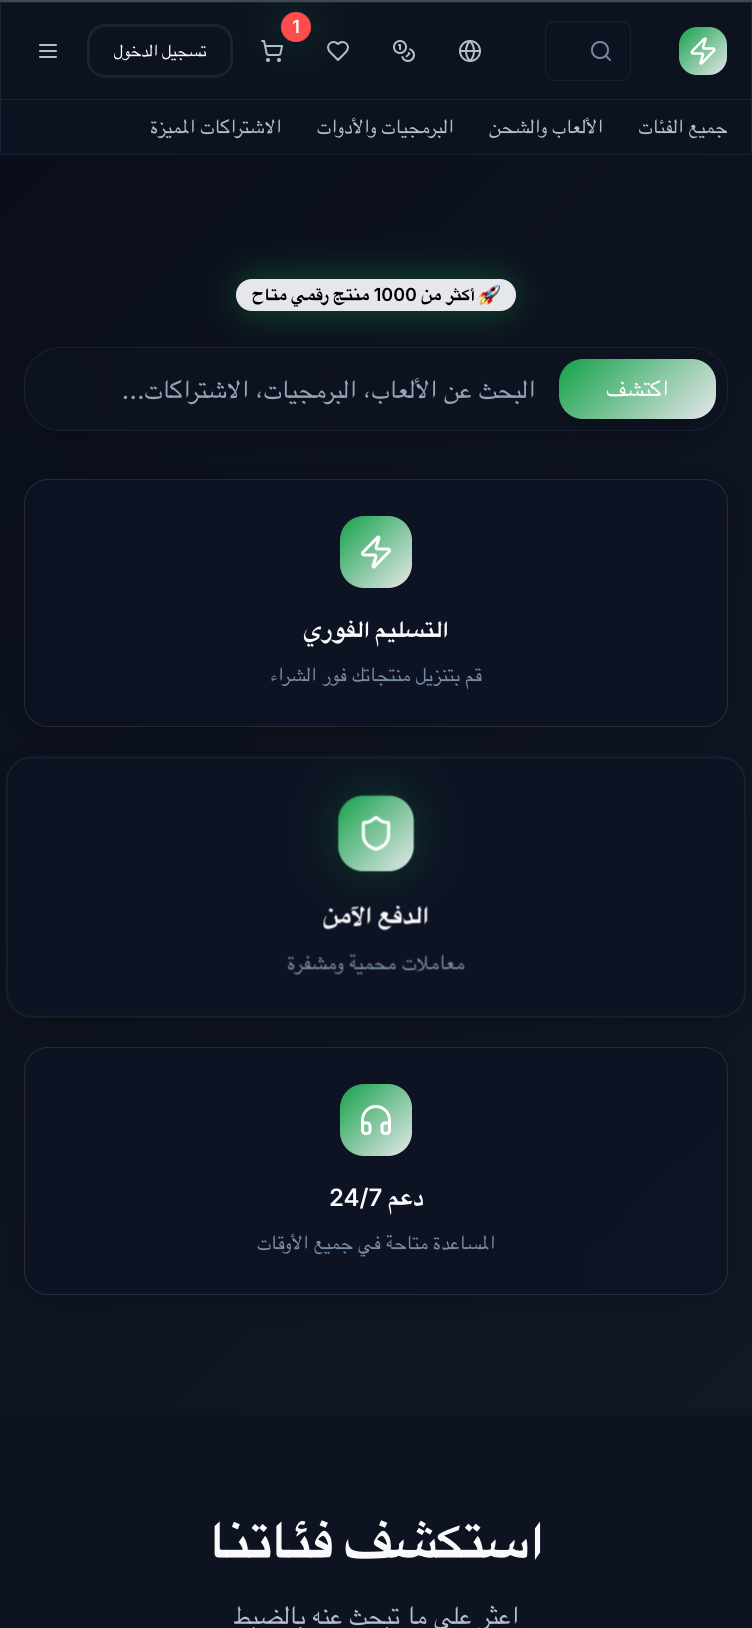 1
تسجيل الدخول
جميع الفئات
الألعاب والشحن
البرمجيات والأدوات
الاشتراكات المميزة
🚀 أكثر من 1000 منتج رقمي متاح
اكتشف
البحث عن الألعاب، البرمجيات، الاشتراكات...
التسليم الفوري
قم بتنزيل منتجاتك فور الشراء
الدفع الآمن
معاملات محمية ومشفرة
دعم 24/7
المساعدة متاحة في جميع الأوقات
استكشف فئاتنا
اعثر على ما تبحث عنه بالضبط